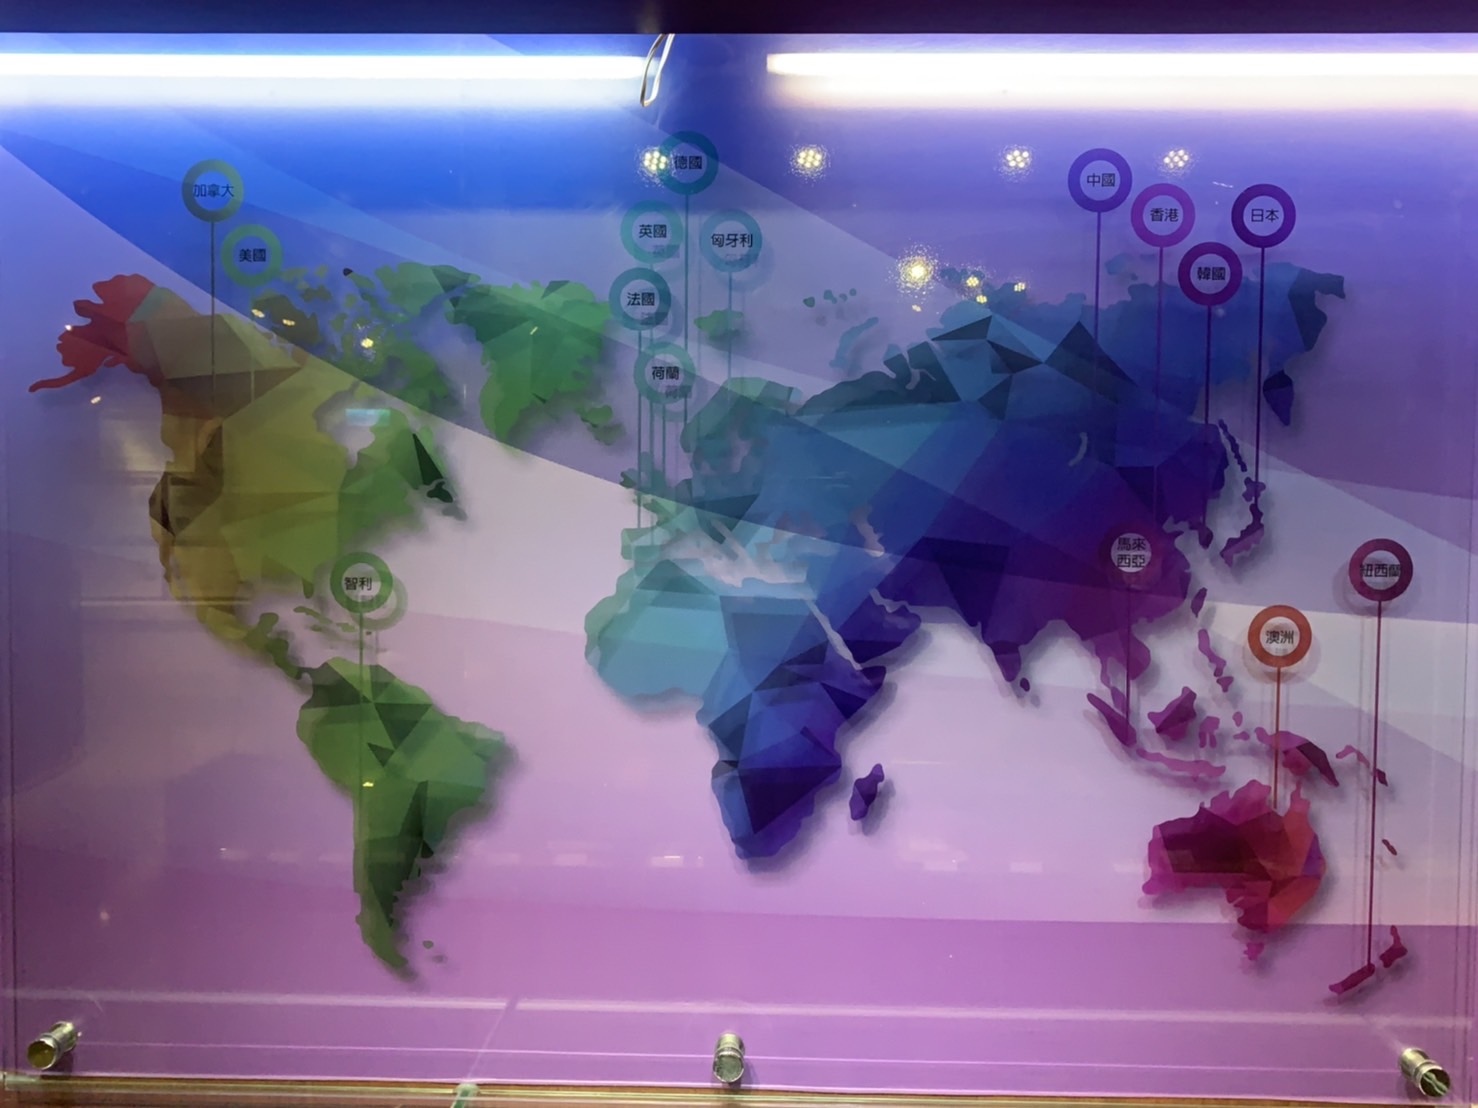 加拿大
美國
德國
英國
匈牙利
法國
荷蘭
中國
香港
日本
韓國
智利
馬來
西亞
紐西蘭
澳洲